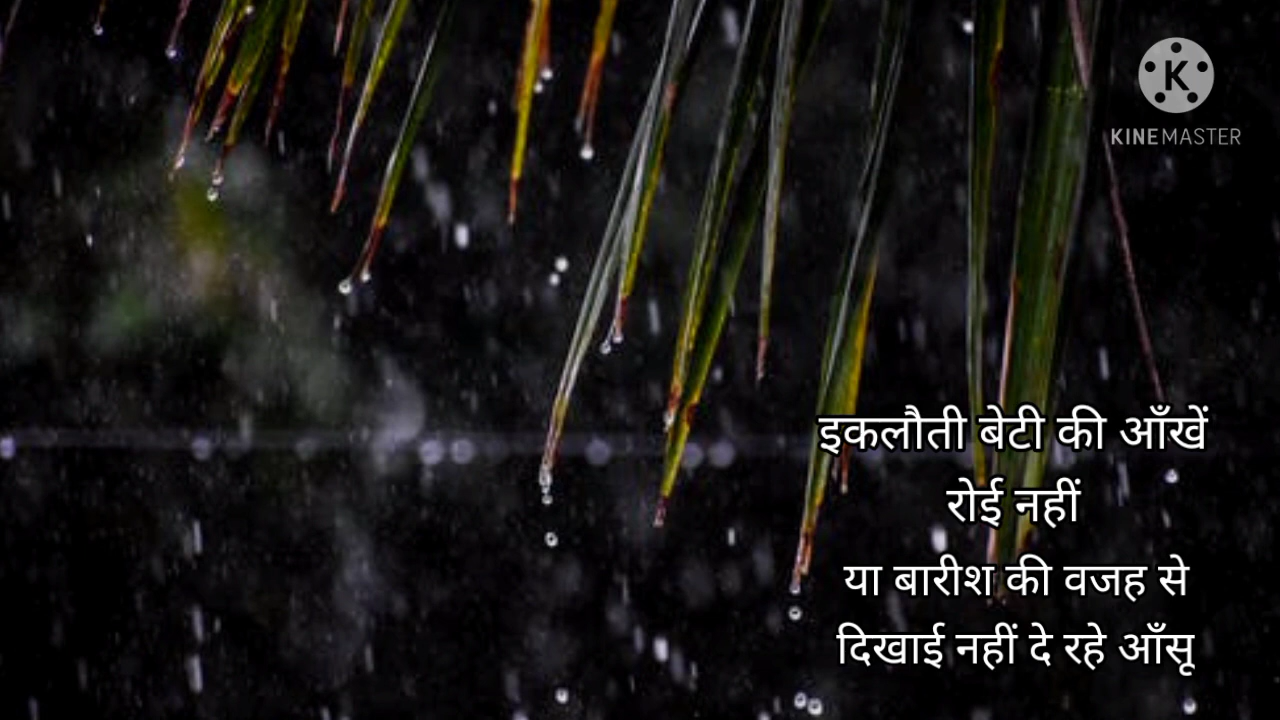 KINEMASTER
इकलौती बेटी की आँखें
रोई नहीं
या बारीश की वजह से
दिखाई नहीं दे रहे आँसू